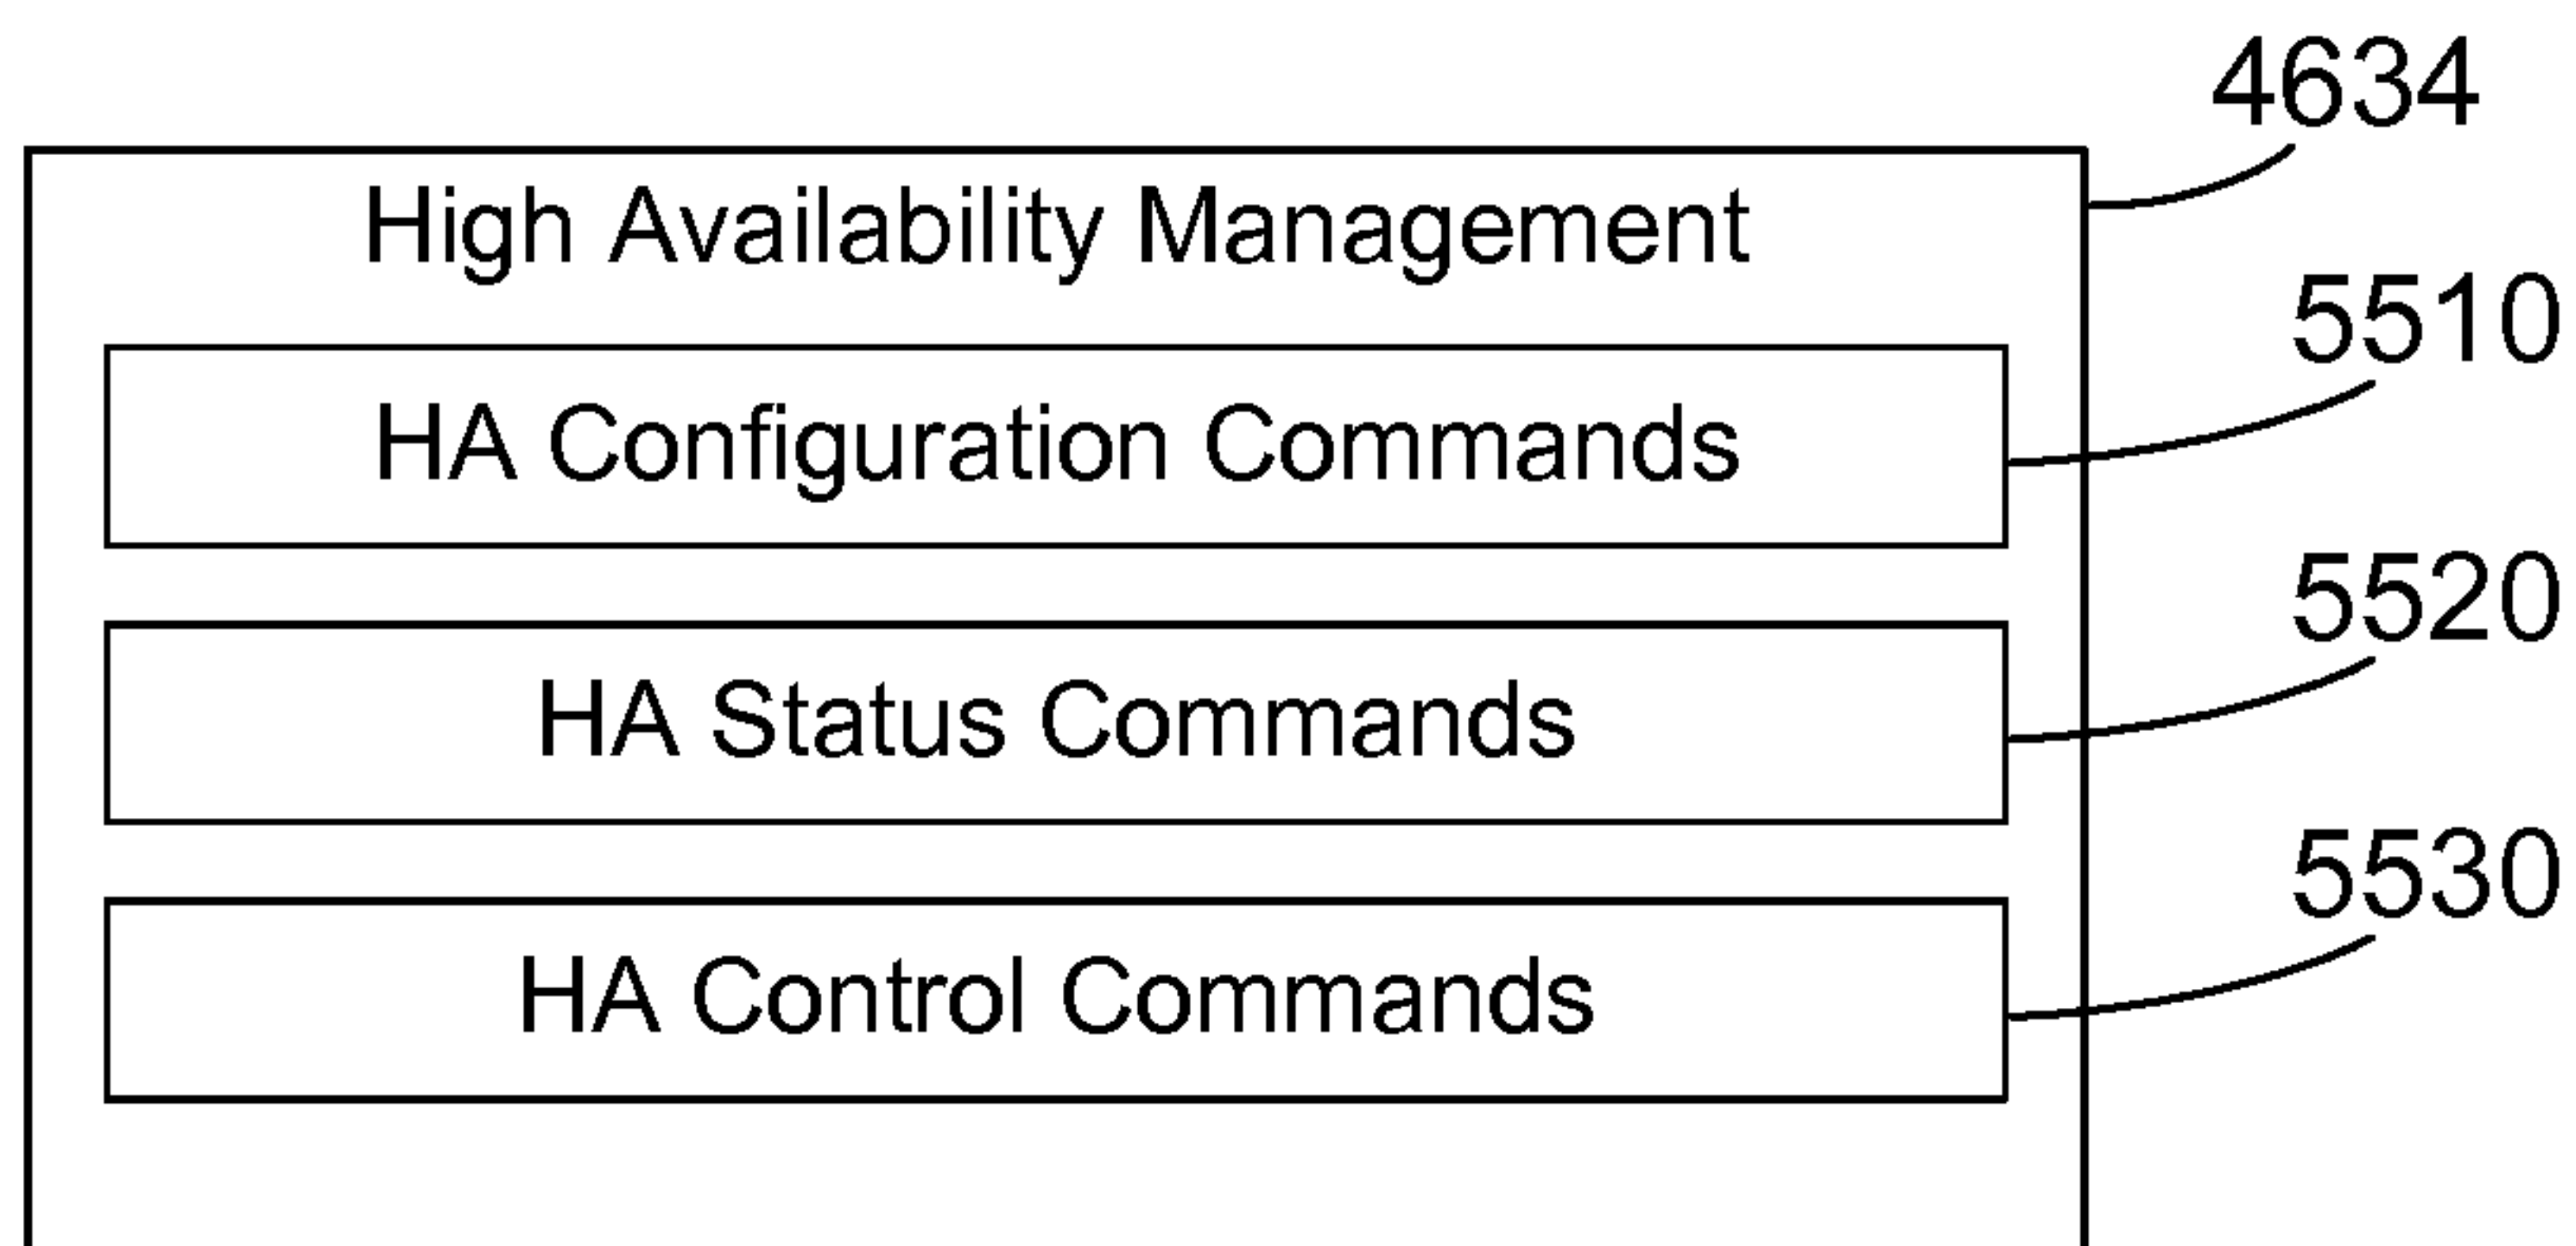 4634
High Availability Management
5510
HA Configuration Commands
5520
HA Status Commands
5530
HA Control Commands